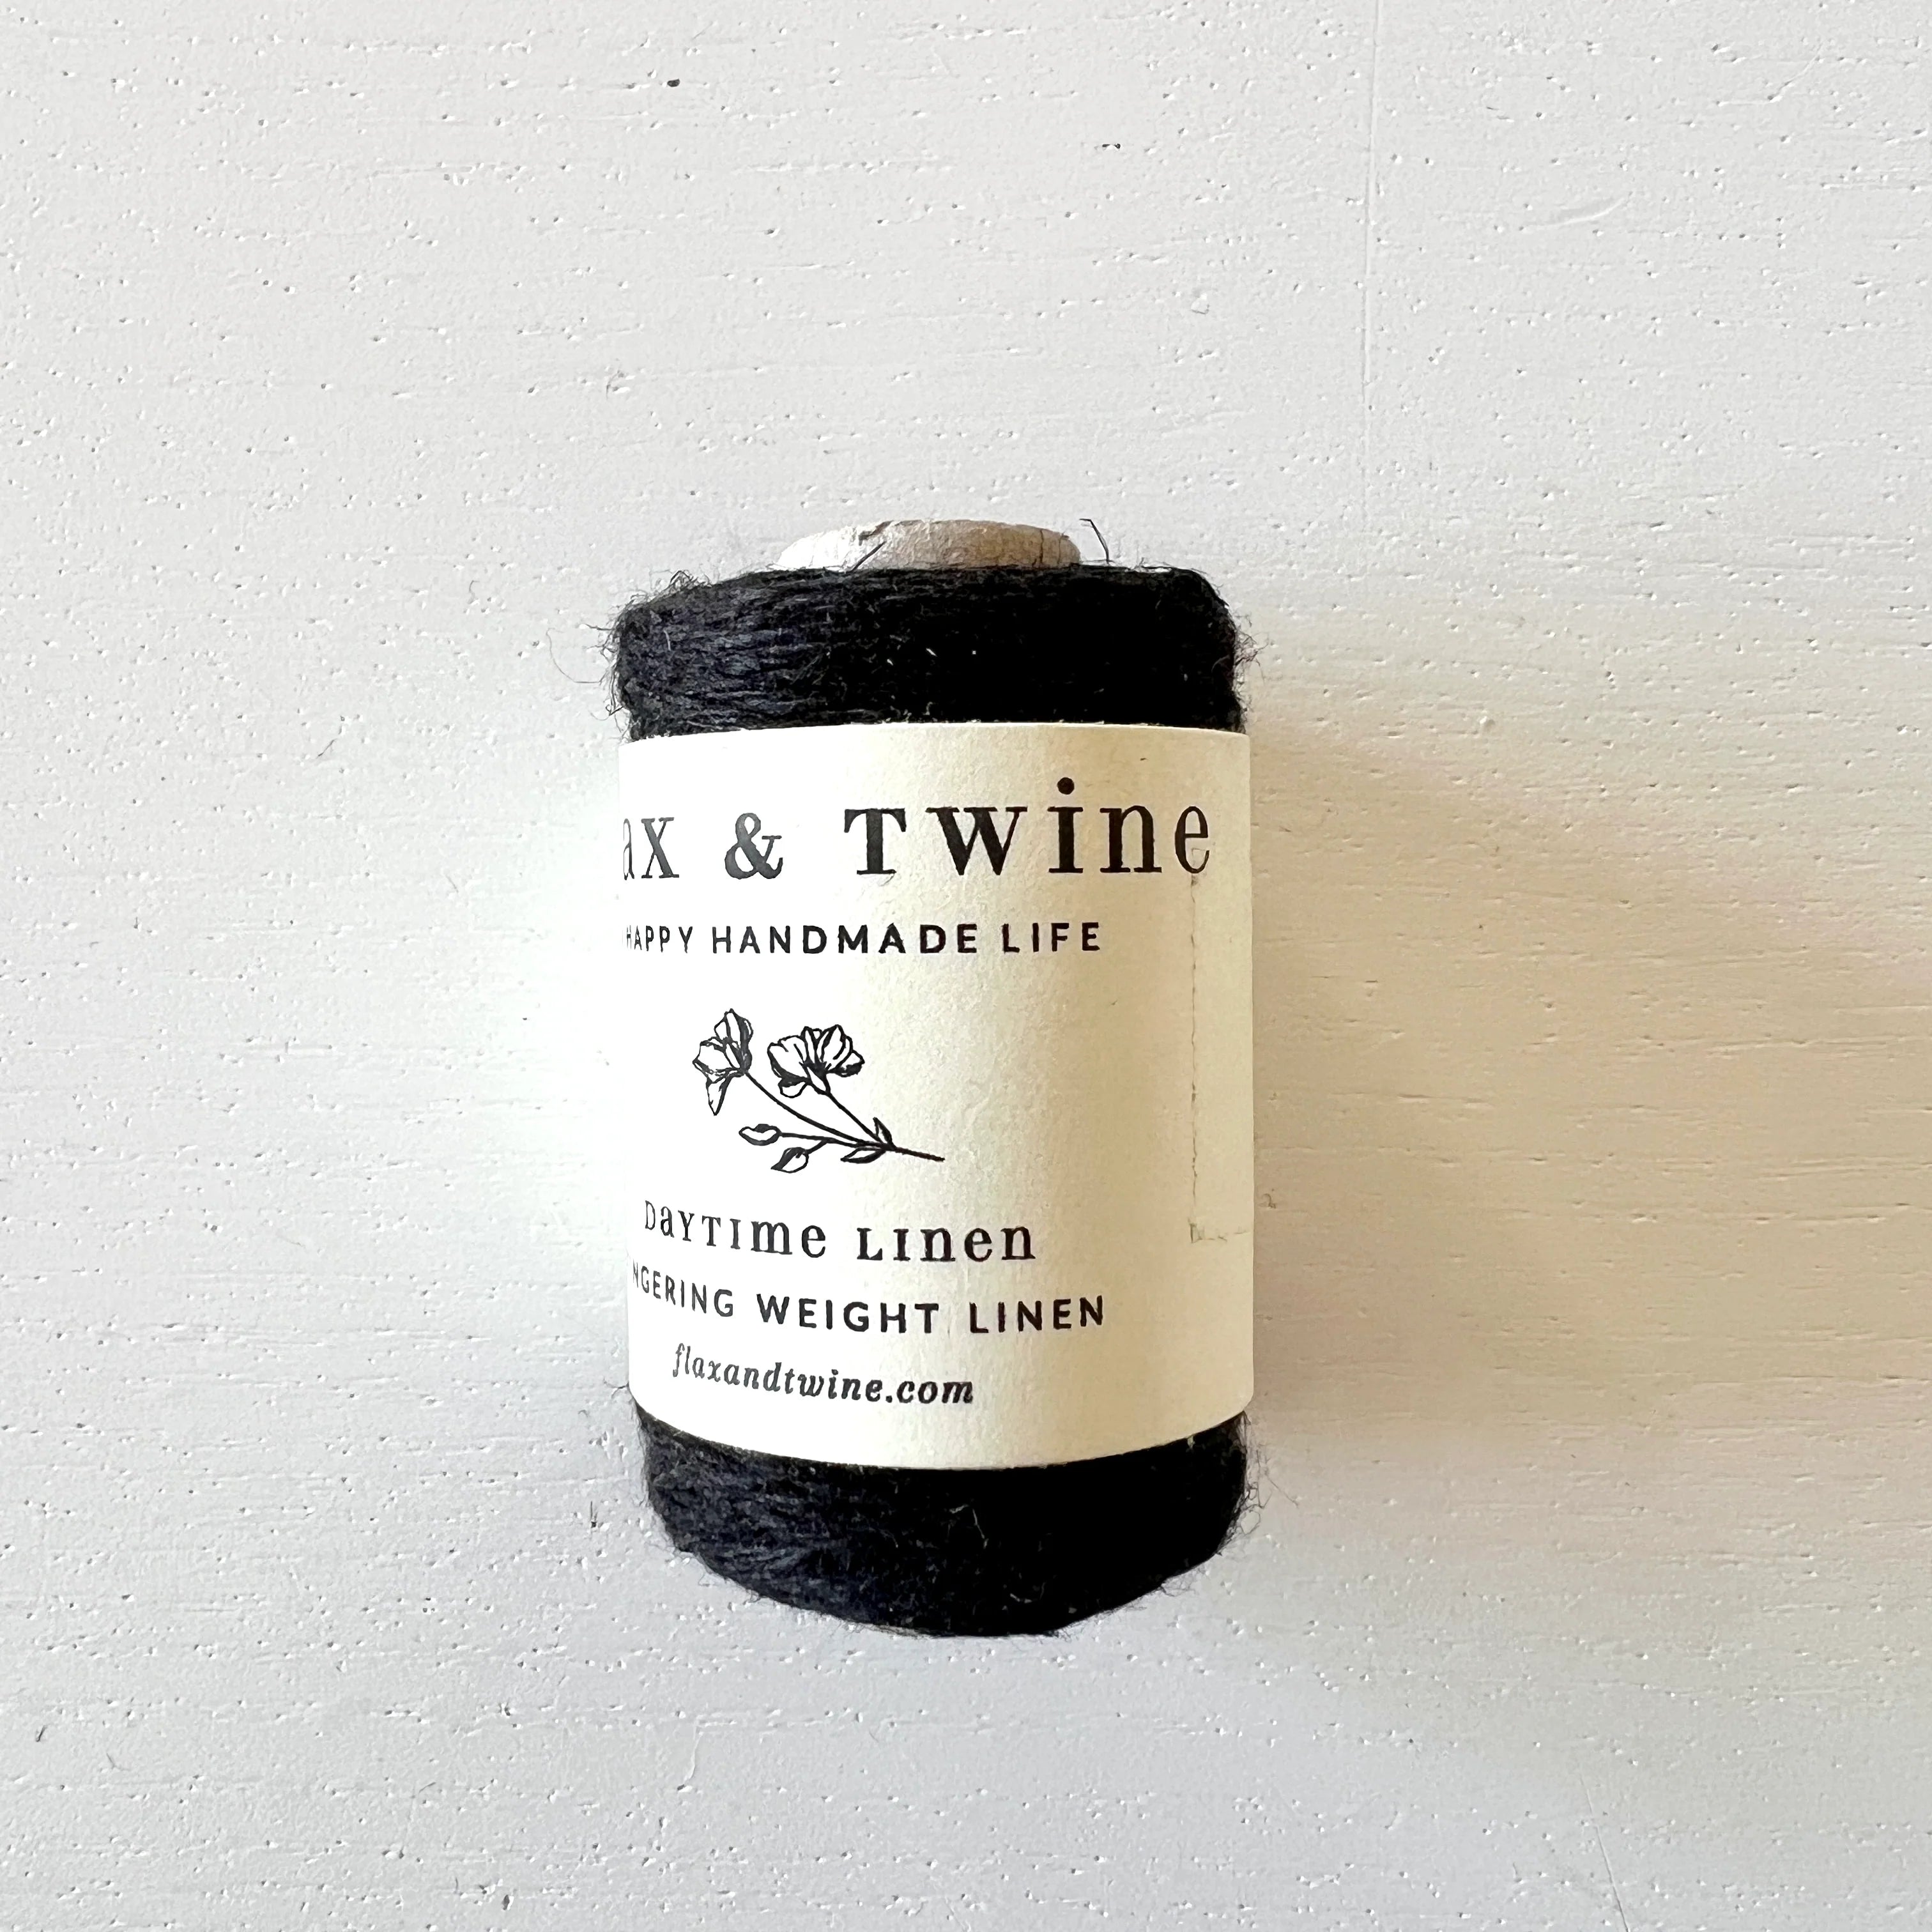 ax & Twine
HAPPY HANDMADE LIFE
Daytime Linen
NGERING WEIGHT LINEN
flaxandtwine.com